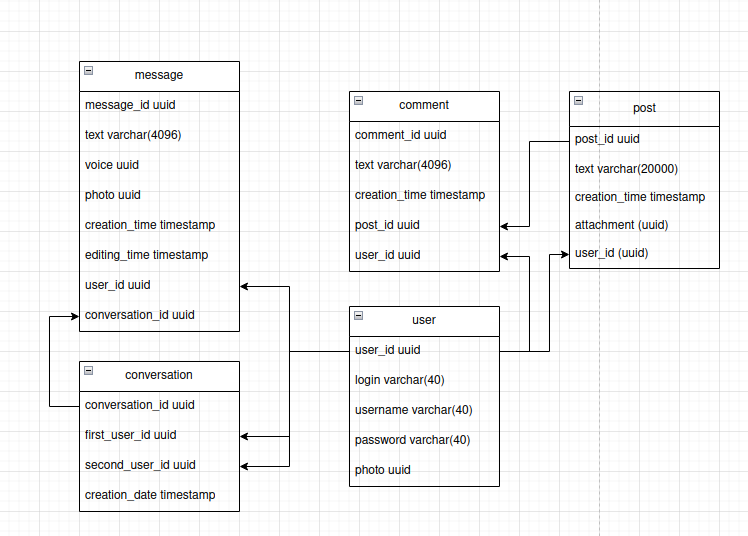 message
message_id uuid
text varchar(4096)
voice uuid
photo uuid
creation_time timestamp
editing_time timestamp
user_id uuid
conversation_id uuid
conversation
conversation_id uuid
first_user_id uuid
second_user_id uuid
creation_date timestamp
comment
comment_id uuid
text varchar(4096)
creation_time timestamp
post_id uuid
user_id uuid
user
user_id uuid
login varchar(40)
username varchar(40)
password varchar(40)
photo uuid
post
post_id uuid
text varchar(20000)
creation_time timestamp
attachment (uuid)
user_id (uuid)